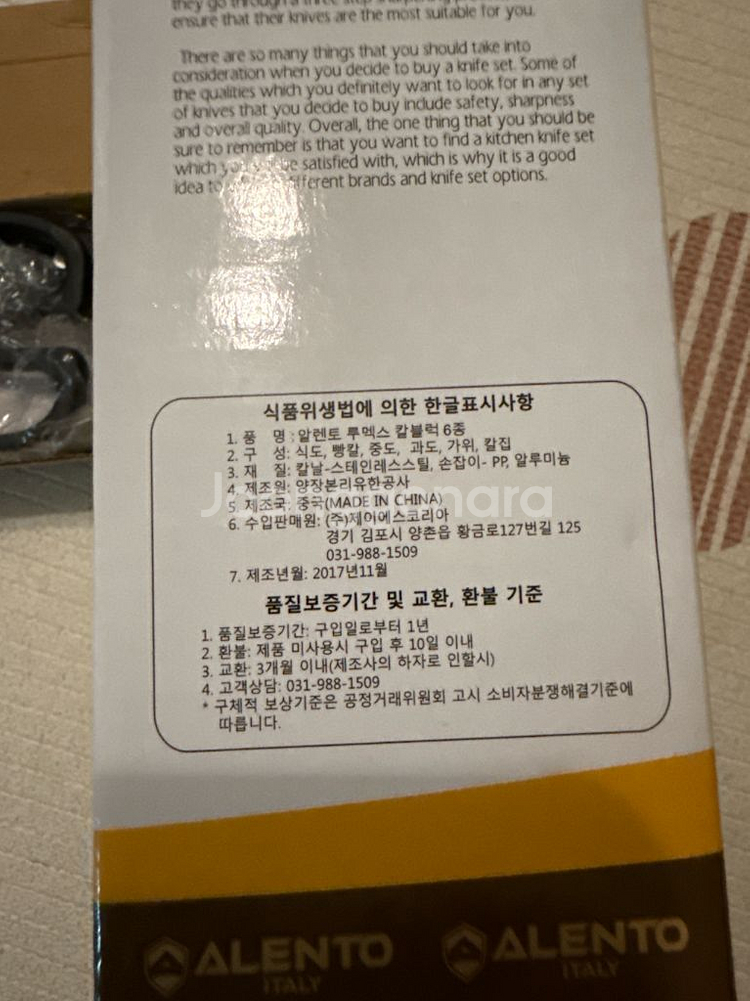 they go through a three step
ensure that their knives are the most suitable for you.
There are so many things that you should take into
consideration when you decide to buy a knife set. Some of
the qualities which you definitely want to look for in any set
of knives that you decide to buy include safety, sharpness
and overall quality. Overall, the one thing that you should be
sure to remember is that you want to find a kitchen knife set
which be satisfied with, which is why it is a good
idea to different brands and knife set options.
식품위생법에 의한 한글표시사항
1. 품 명 : 알렌토 루멕스 칼블럭 6종
2. 구 성: 식도, 빵칼, 중도, 과도, 가위, 칼집
3. 재 질: 칼날-스테인레스스틸, 손잡이- PP, 알루미늄
4. 제조원: 양장본리유한공사
5. 제조국: 중국(MADE IN CHINA)
6. 수입판매원: (주)제이에스코리아
경기 김포시 양촌읍 황금로127번길 125
031-988-1509
7. 제조년월: 2017년11월
품질보증기간 및 교환, 환불 기준
1. 품질보증기간: 구입일로부터 1년
2. 환불: 제품 미사용시 구입 후 10일 이내
3. 교환: 3개월 이내(제조사의 하자로 인할시)
4. 고객상담: 031-988-1509
* 구체적 보상기준은 공정거래위원회 고시 소비자분쟁해결기준에
따릅니다.
ALENTO ALENTO
ITALY ITALY